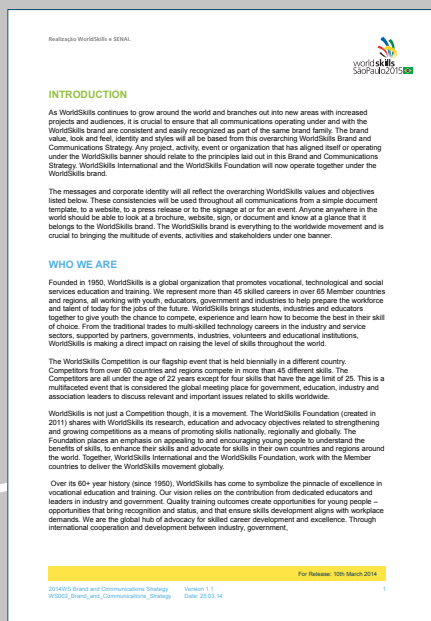 Realização WorldSkills e SENAI.
worldskills
SãoPaulo2015
INTRODUCTION
As WorldSkills continues to grow around the world and branches out into new areas with increased
projects and audiences, it is crucial to ensure that all communications operating under and with the
WorldSkills brand are consistent and easily recognized as part of the same brand family. The brand
value, look and feel, identity and styles will all be based from this overarching WorldSkills Brand and
Communications Strategy. Any project, activity, event or organization that has aligned itself or operating
under the WorldSkills banner should relate to the principles laid out in this Brand and Communications
Strategy. WorldSkills International and the WorldSkills Foundation will now operate together under the
WorldSkills brand.
The messages and corporate identity will all reflect the overarching WorldSkills values and objectives
listed below. These consistencies will be used throughout all communications from a simple document
template, to a website, to a press release or to the signage at or for an event. Anyone anywhere in the
world should be able to look at a brochure, website, sign, or document and know at a glance that it
belongs to the WorldSkills brand. The WorldSkills brand is everything to the worldwide movement and is
crucial to bringing the multitude of events, activities and stakeholders under one banner.
WHO WE ARE
Founded in 1950, WorldSkills is a global organization that promotes vocational, technological and social
services education and training. We represent more than 45 skilled careers in over 65 Member countries
and regions, all working with youth, educators, government and industries to help prepare the workforce
and talent of today for the jobs of the future. WorldSkills brings students, industries and educators
together to give youth the chance to compete, experience and learn how to become the best in their skill
of choice. From the traditional trades to multi-skilled technology careers in the industry and service
sectors, supported by partners, governments, industries, volunteers and educational institutions,
WorldSkills is making a direct impact on raising the level of skills throughout the world.
The WorldSkills Competition is our flagship event that is held biennially in a different country.
Competitors from over 60 countries and regions compete in more than 45 different skills. The
Competitors are all under the age of 22 years except for four skills that have the age limit of 25. This is a
multifaceted event that is considered the global meeting place for government, education, industry and
association leaders to discuss relevant and important issues related to skills worldwide.
WorldSkills is not just a Competition though, it is a movement. The WorldSkills Foundation (created in
2011) shares with WorldSkills its research, education and advocacy objectives related to strengthening
and growing competitions as a means of promoting skills nationally, regionally and globally. The
Foundation places an emphasis on appealing to and encouraging young people to understand the
benefits of skills, to enhance their skills and advocate for skills in their own countries and regions around
the world. Together, WorldSkills International and the WorldSkills Foundation, work with the Member
countries to deliver the WorldSkills movement globally.
Over its 60+ year history (since 1950), WorldSkills has come to symbolize the pinnacle of excellence in
vocational education and training. Our vision relies on the contribution from dedicated educators and
leaders in industry and government. Quality training outcomes create opportunities for young people –
opportunities that bring recognition and status, and that ensure skills development aligns with workplace
demands. We are the global hub of advocacy for skilled career development and excellence. Through
international cooperation and development between industry, government,
For Release: 10th March 2014
2014WS Brand and Communications Strategy Version 1.1 1
WS002_Brand_and_Communications_Strategy Date: 25.03.14